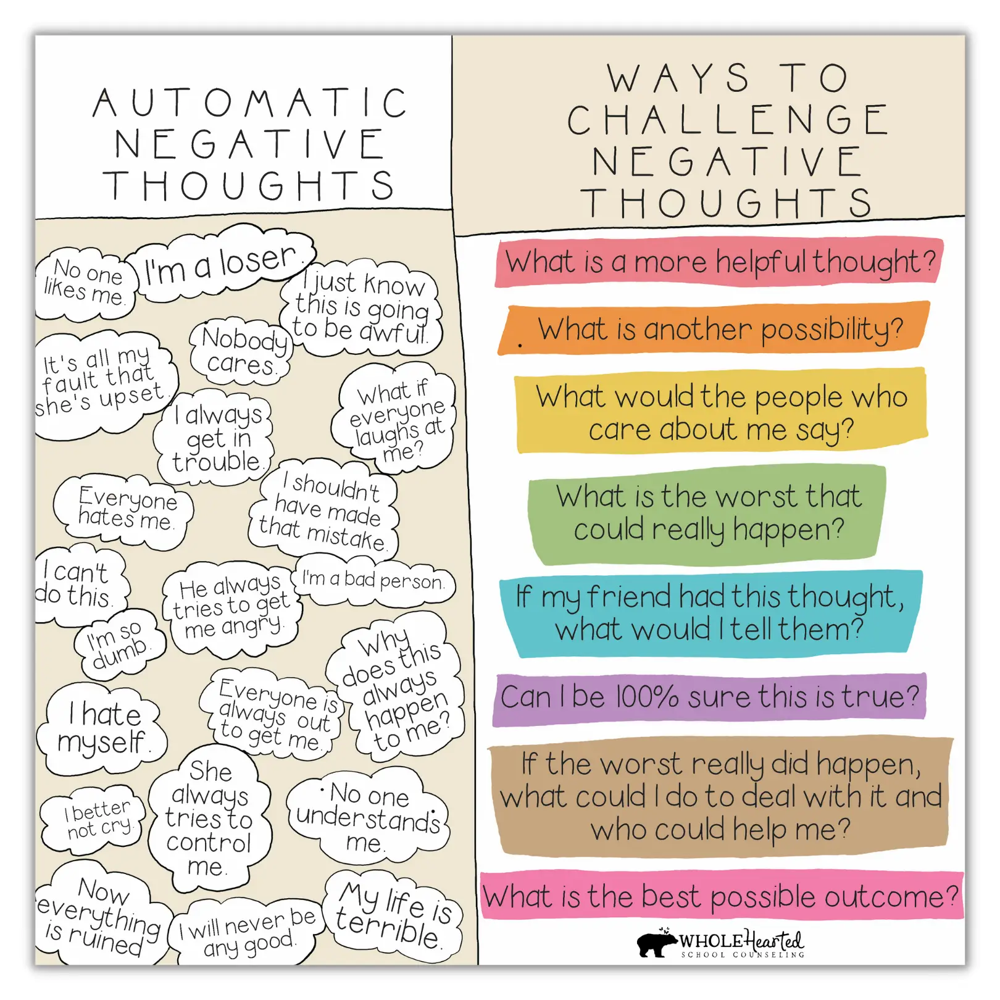 AUTOMATIC
NEGATIVE
THOUGHTS
No one
likes me.
I'm a loser.
I just know
this is going
to be awful.
Nobody
cares.
It's all my
fault that
she's upset.
I always
get in
trouble.
What if
everyone
laughs at
me?
Everyone
hates me.
I shouldn't
have made
that mistake.
I can't
do this.
He always
tries to get
me angry.
I'm a bad person.
I'm so
dumb.
Why
does this
always
happen
to me?
I hate
myself.
Everyone is
always out
to get me.
She
always
tries to
control
me.
I better
not cry.
No one
understands
me.
Now
everything
is ruined
I will never be
any good.
My life is
terrible.
WAYS TO
CHALLENGE
NEGATIVE
THOUGHTS
What is a more helpful thought?
What is another possibility?
What would the people who
care about me say?
What is the worst that
could really happen?
If my friend had this thought,
what would I tell them?
Can I be 100% sure this is true?
If the worst really did happen,
what could I do to deal with it and
who could help me?
What is the best possible outcome?
WHOLEHearted
SCHOOL COUNSELING